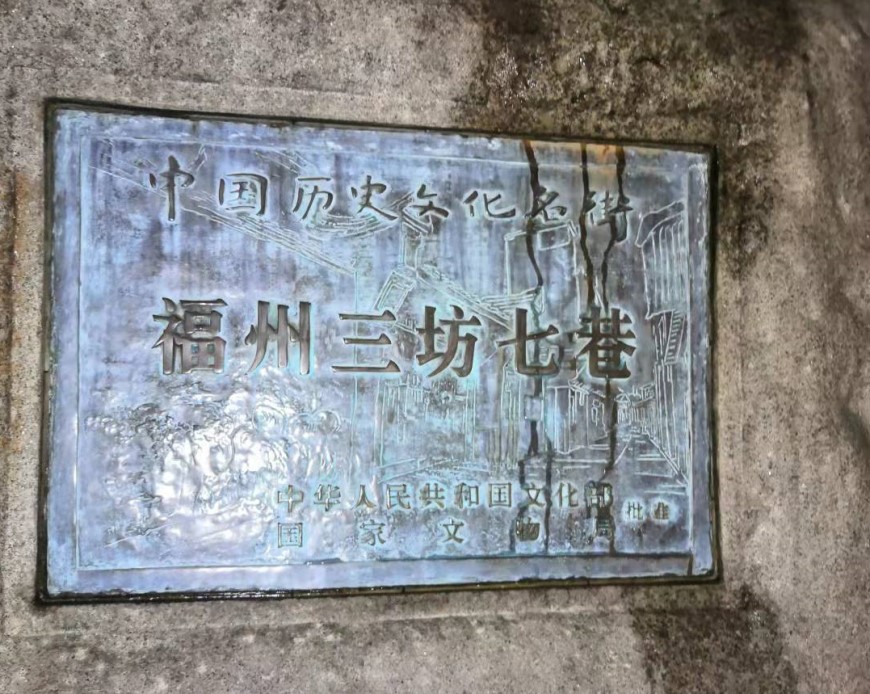 中国历史文化名街
福州三坊七巷
中华人民共和国文化部
国家文物局
批准